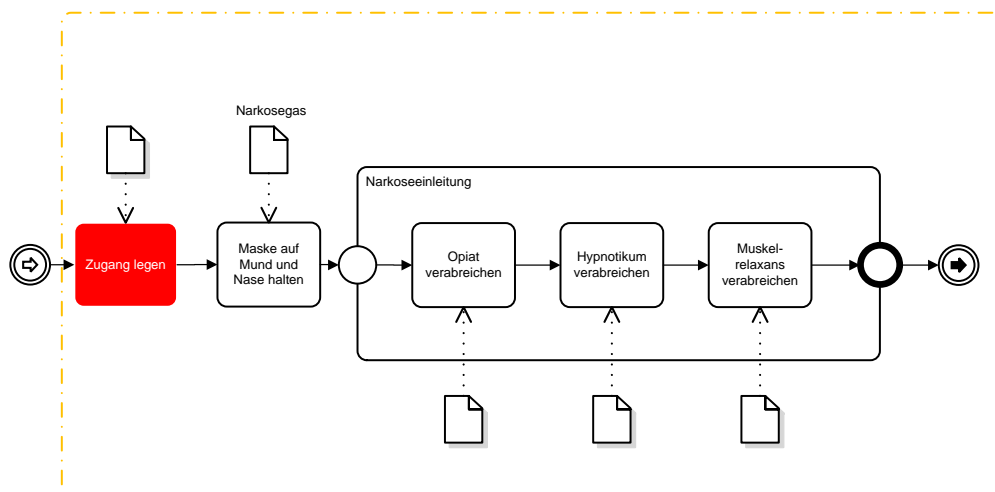 Narkosegas
Narkoseeinleitung
Zugang legen
Maske auf
Mund und
Nase halten
Opiat
verabreichen
Hypnotikum
verabreichen
Muskel-
relaxans
verabreichen